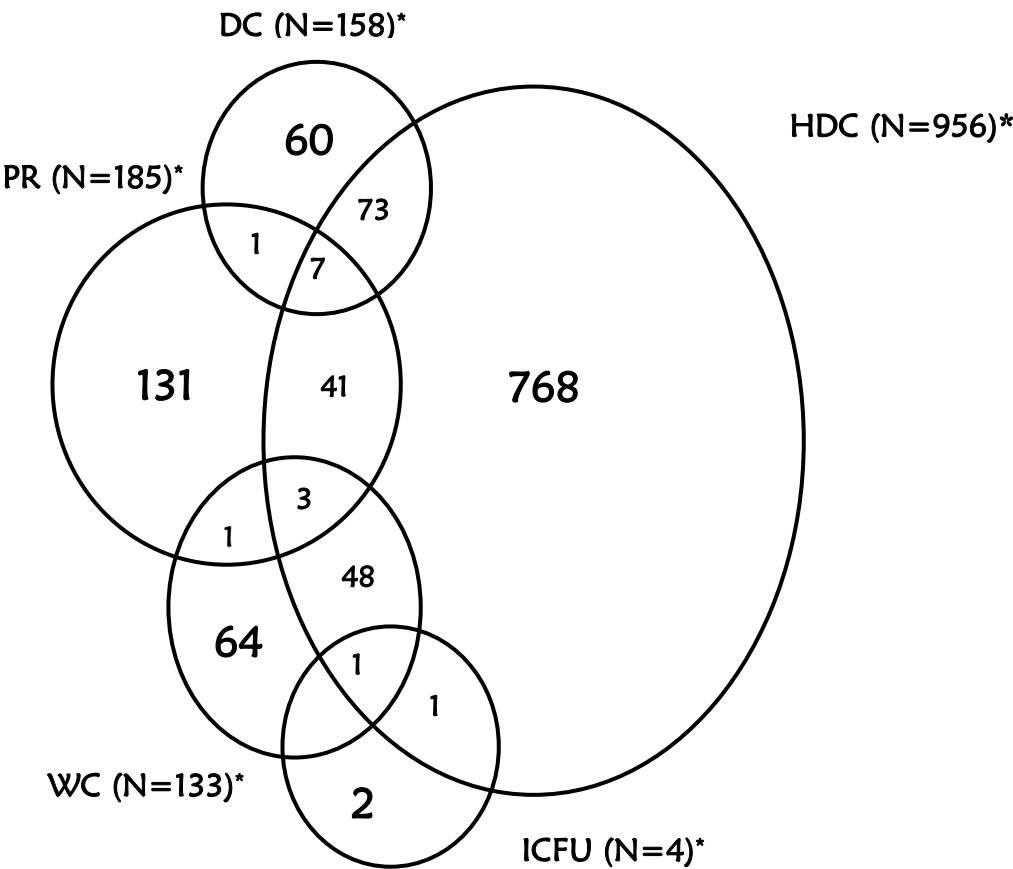 DC (N=158)*
HDC (N=956)*
60
PR (N=185)*
73
1
7
131
41
768
3
1
48
64
1
1
WC (N=133)*
2
ICFU (N=4)*